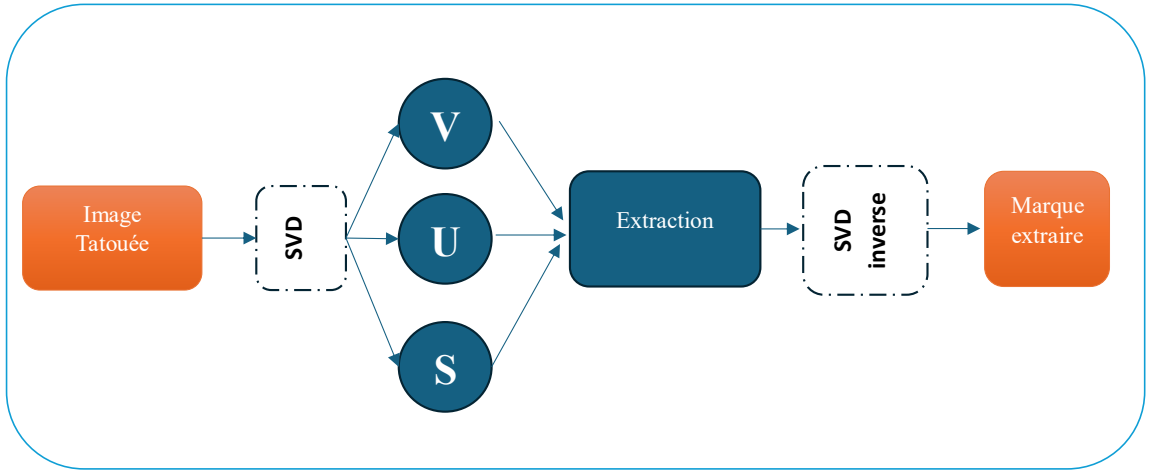 Image
Tatouée
SVD
V
U
S
Extraction
SVD
inverse
Marque
extraire